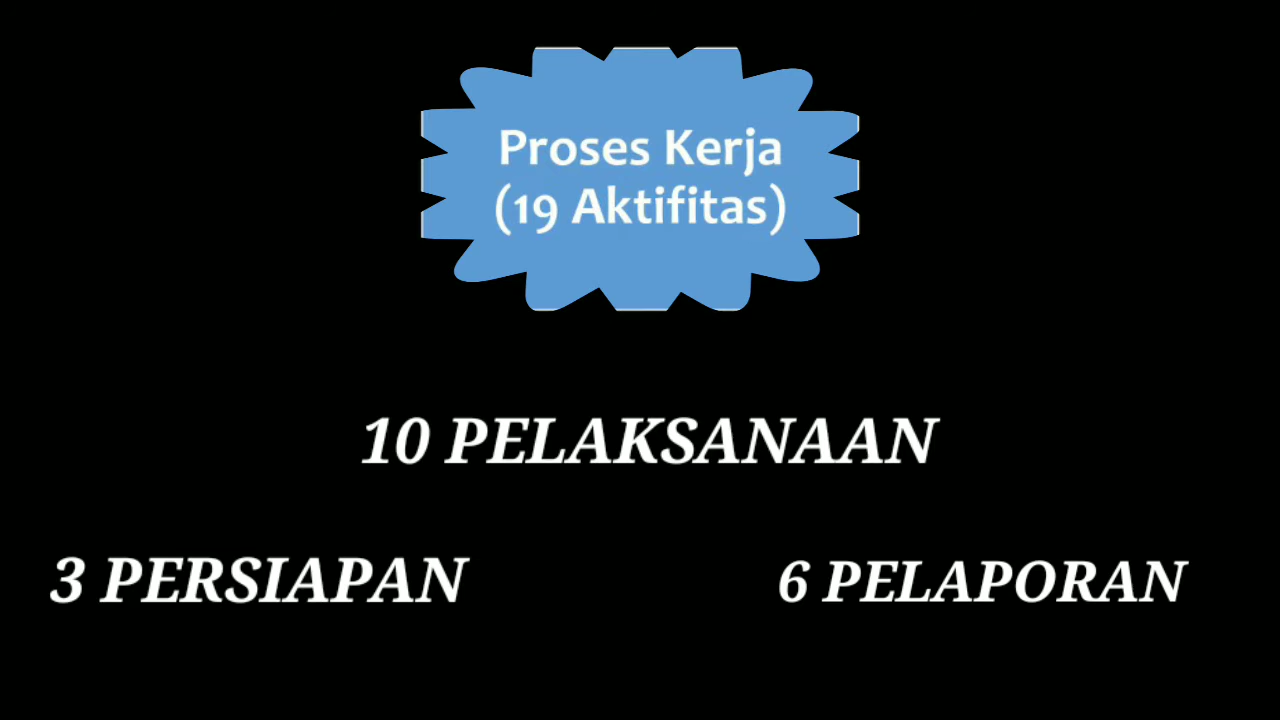 Proses Kerja
(19 Aktifitas)
10 PELAKSANAAN
3 PERSIAPAN
6 PELAPORAN